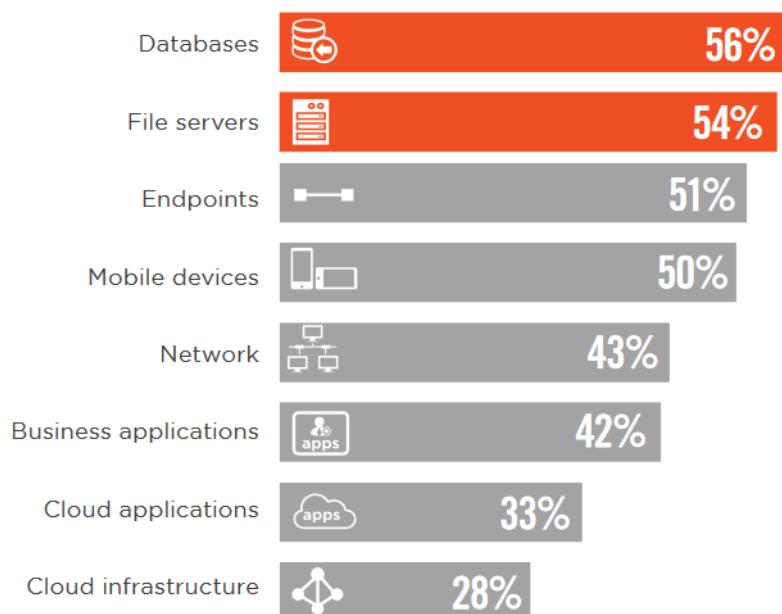 Databases 56%
File servers 54%
Endpoints 51%
Mobile devices 50%
Network 43%
Business applications apps 42%
Cloud applications apps 33%
Cloud infrastructure 28%